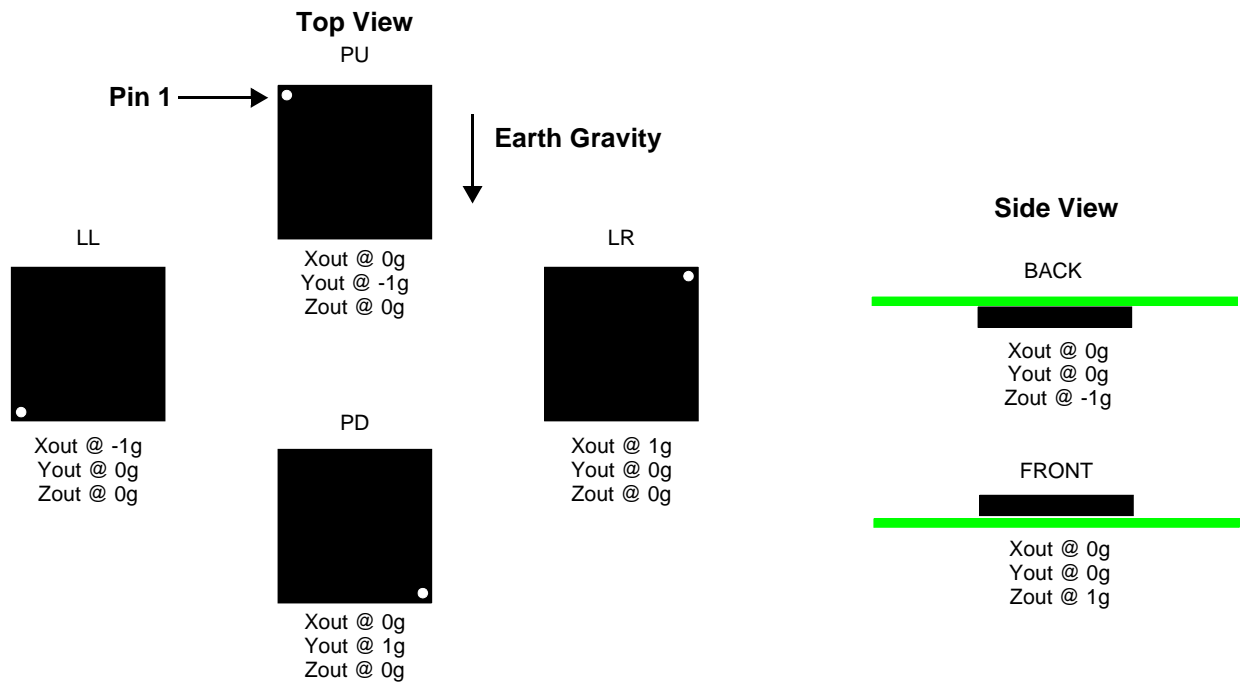 Top View
PU
Pin 1
Earth Gravity
Xout @ 0g
Yout @ -1g
Zout @ 0g
LL
Xout @ -1g
Yout @ 0g
Zout @ 0g
LR
Xout @ 1g
Yout @ 0g
Zout @ 0g
PD
Xout @ 0g
Yout @ 1g
Zout @ 0g
Side View
BACK
Xout @ 0g
Yout @ 0g
Zout @ -1g
FRONT
Xout @ 0g
Yout @ 0g
Zout @ 1g